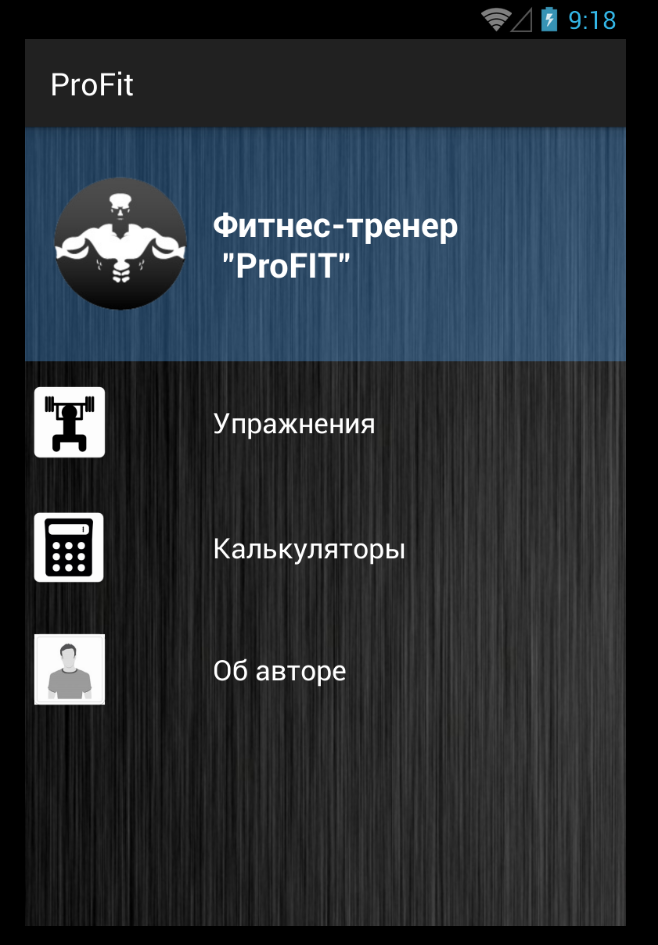 9:18
ProFit
Фитнес-тренер
"ProFIT"
Упражнения
Калькуляторы
Об авторе